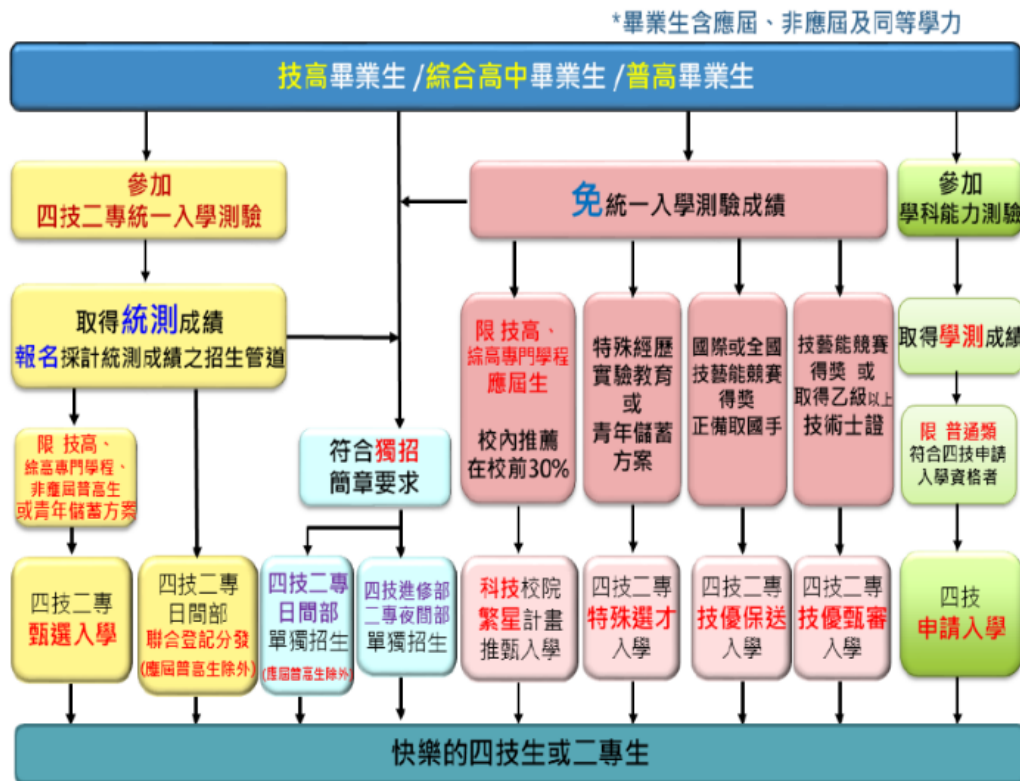 *畢業生含應屆、非應屆及同等學力
技高畢業生 /綜合高中畢業生 /普高畢業生
參加
四技二專統一入學測驗
免統一入學測驗成績
參加
學科能力測驗
取得統測成績
報名採計統測成績之招生管道
限 技高、
綜高專門學程
應屆生
校內推薦
在校前30%
特殊經歷
實驗教育
或
青年儲蓄
方案
國際或全國
技藝能競賽
得獎
正備取國手
技藝能競賽
得獎 或
取得乙級以上
技術士證
取得學測成績
限 技高、
綜高專門學程、
非應屆普高生
或青年儲蓄方案
符合獨招
簡章要求
限 普通類
符合四技申請
入學資格者
四技二專
甄選入學
四技二專
日間部
聯合登記分發
(應屆普高生除外)
四技二專
日間部
單獨招生
(應屆普高生除外)
四技進修部
二專夜間部
單獨招生
科技校院
繁星計畫
推甄入學
四技二專
特殊選才
入學
四技二專
技優保送
入學
四技二專
技優甄審
入學
四技
申請入學
快樂的四技生或二專生